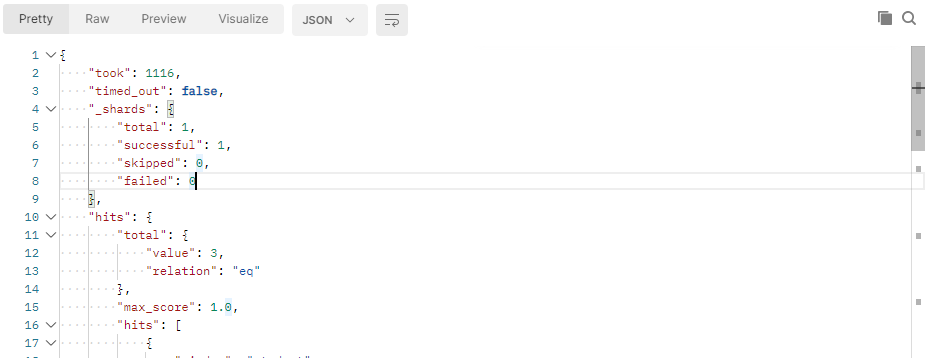 Pretty Raw Preview Visualize JSON
1 {
2 "took": 1116,
3 "timed_out": false,
4 "_shards": {
5 "total": 1,
6 "successful": 1,
7 "skipped": 0,
8 "failed": 0
9 },
10 "hits": {
11 "total": {
12 "value": 3,
13 "relation": "eq"
14 },
15 "max_score": 1.0,
16 "hits": [
17 {